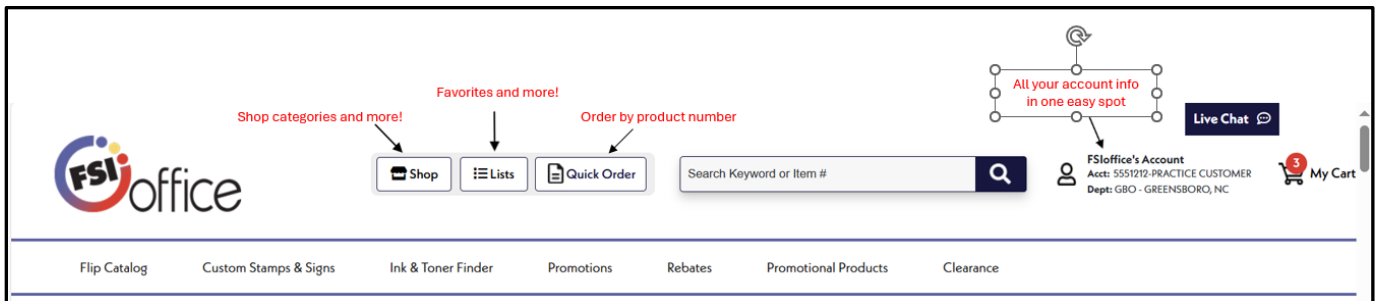 All your account info
in one easy spot
Favorites and more!
Shop categories and more!
Order by product number
Live Chat
FSI office
Shop
Lists
Quick Order
Search Keyword or Item #
FSIoffice's Account
Acct: 5551212-PRACTICE CUSTOMER
Dept: GBO - GREENSBORO, NC
3
My Cart
Flip Catalog Custom Stamps & Signs Ink & Toner Finder Promotions Rebates Promotional Products Clearance